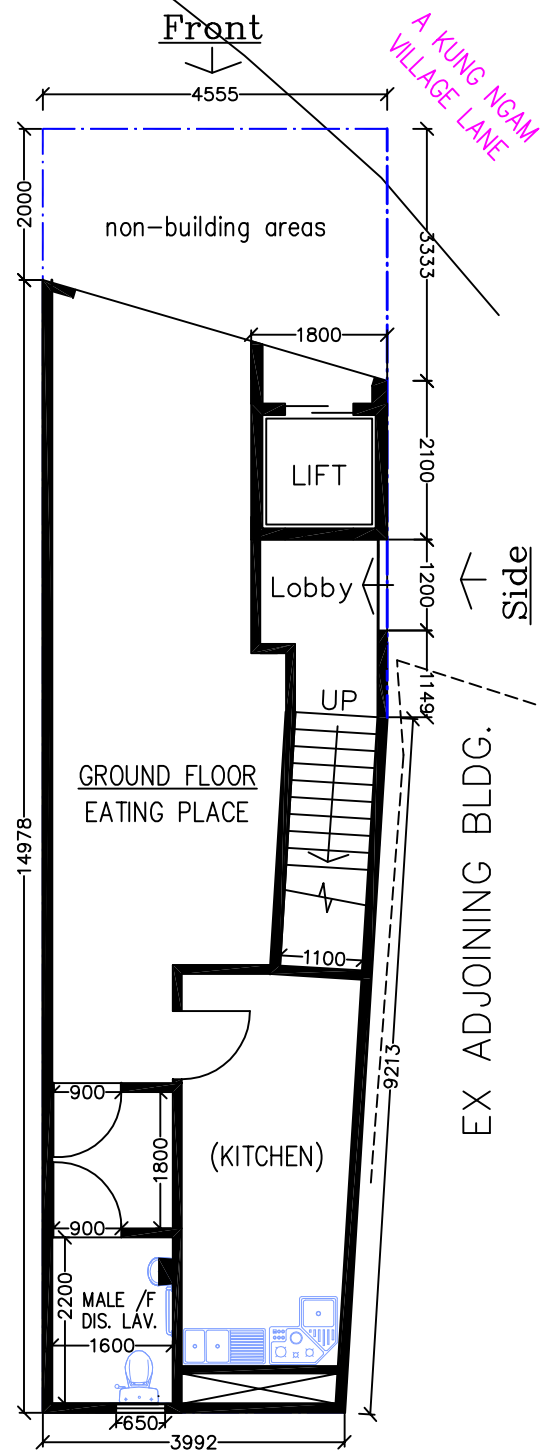 Front
A KUNG NGAM
VILLAGE LANE
4555
2000
non-building areas
3333
1800
LIFT
2100
Lobby
1200
Side
1149
UP
GROUND FLOOR
EATING PLACE
14978
EX ADJOINING BLDG.
1100
9213
900
1800
(KITCHEN)
900
2200
MALE /F
DIS. LAV.
1600
650
3992